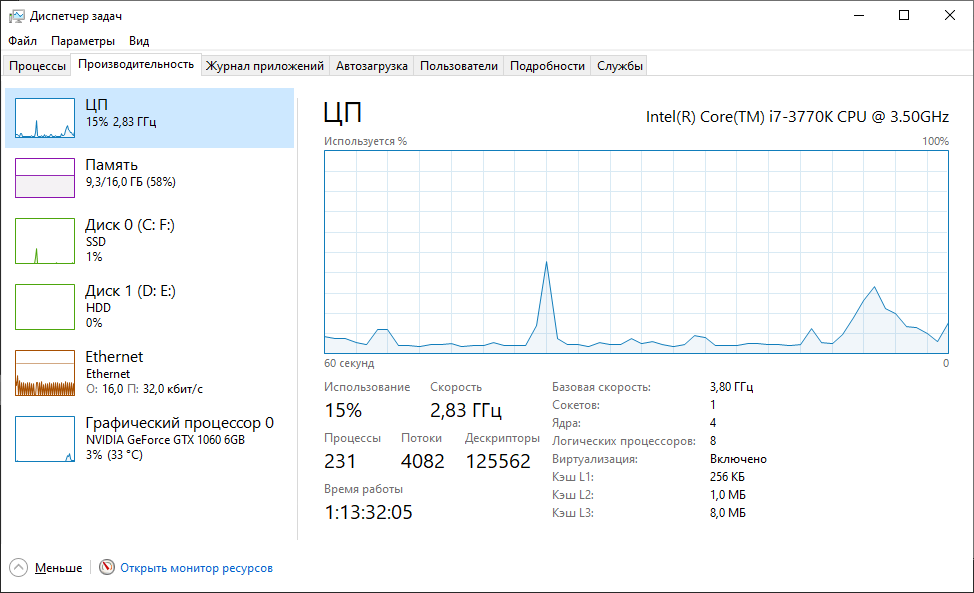 Диспетчер задач
Файл Параметры Вид
Процессы Производительность Журнал приложений Автозагрузка Пользователи Подробности Службы
ЦП
15% 2,83 ГГц
Память
9,3/16,0 ГБ (58%)
Диск 0 (C: F:)
SSD
1%
Диск 1 (D: E:)
HDD
0%
Ethernet
Ethernet
О: 16,0 П: 32,0 кбит/с
Графический процессор 0
NVIDIA GeForce GTX 1060 6GB
3% (33 °C)
ЦП
Intel(R) Core(TM) i7-3770K CPU @ 3.50GHz
Используется % 100%
60 секунд 0
Использование Скорость
15% 2,83 ГГц
Процессы Потоки Дескрипторы
231 4082 125562
Время работы
1:13:32:05
Базовая скорость: 3,80 ГГц
Сокетов: 1
Ядра: 4
Логических процессоров: 8
Виртуализация: Включено
Кэш L1: 256 КБ
Кэш L2: 1,0 МБ
Кэш L3: 8,0 МБ
Меньше Открыть монитор ресурсов